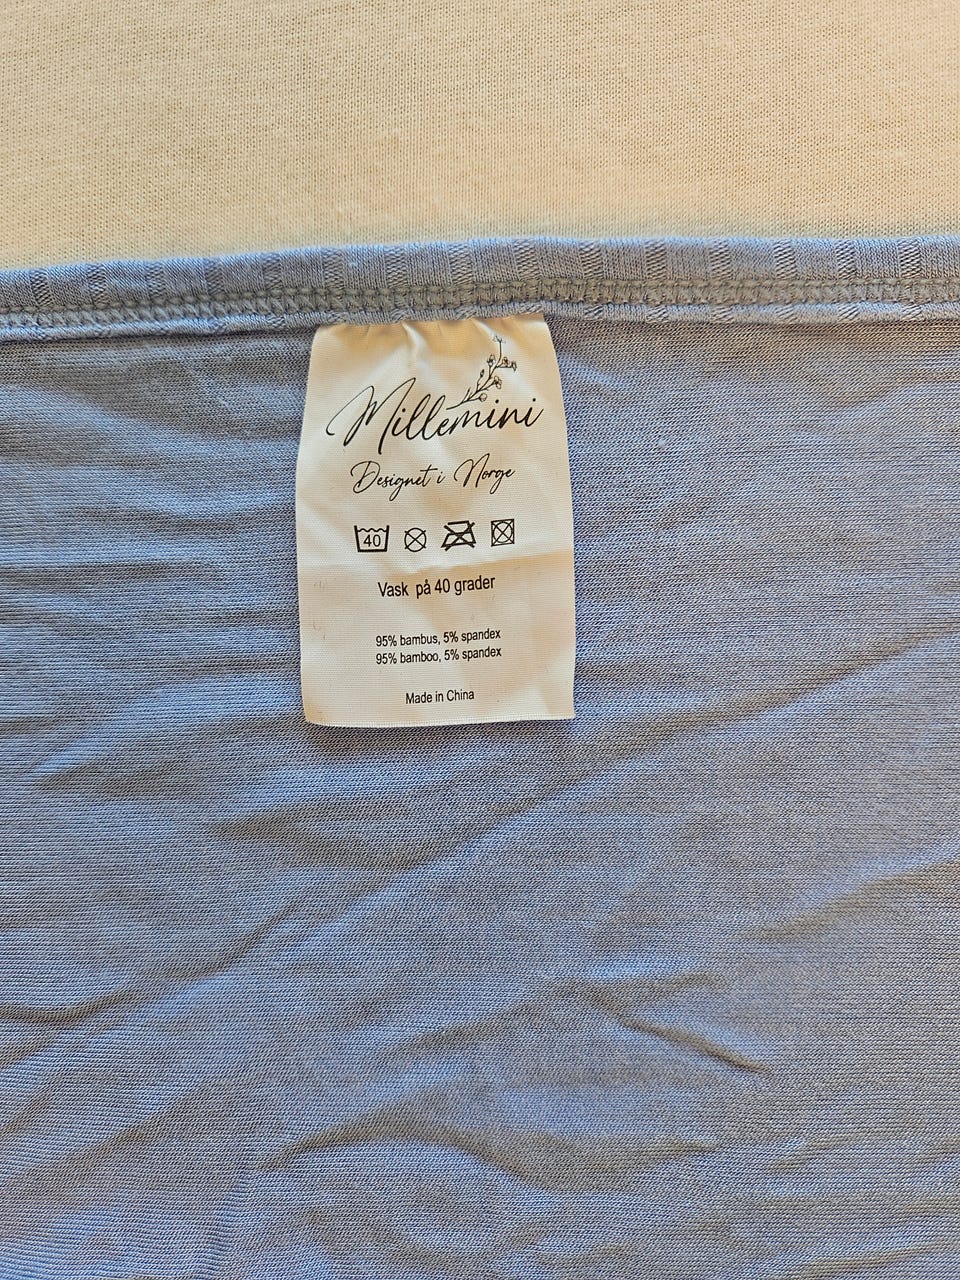 Millemini
Designet i Norge
40
Vask på 40 grader
95% bambus, 5% spandex
95% bamboo, 5% spandex
Made in China